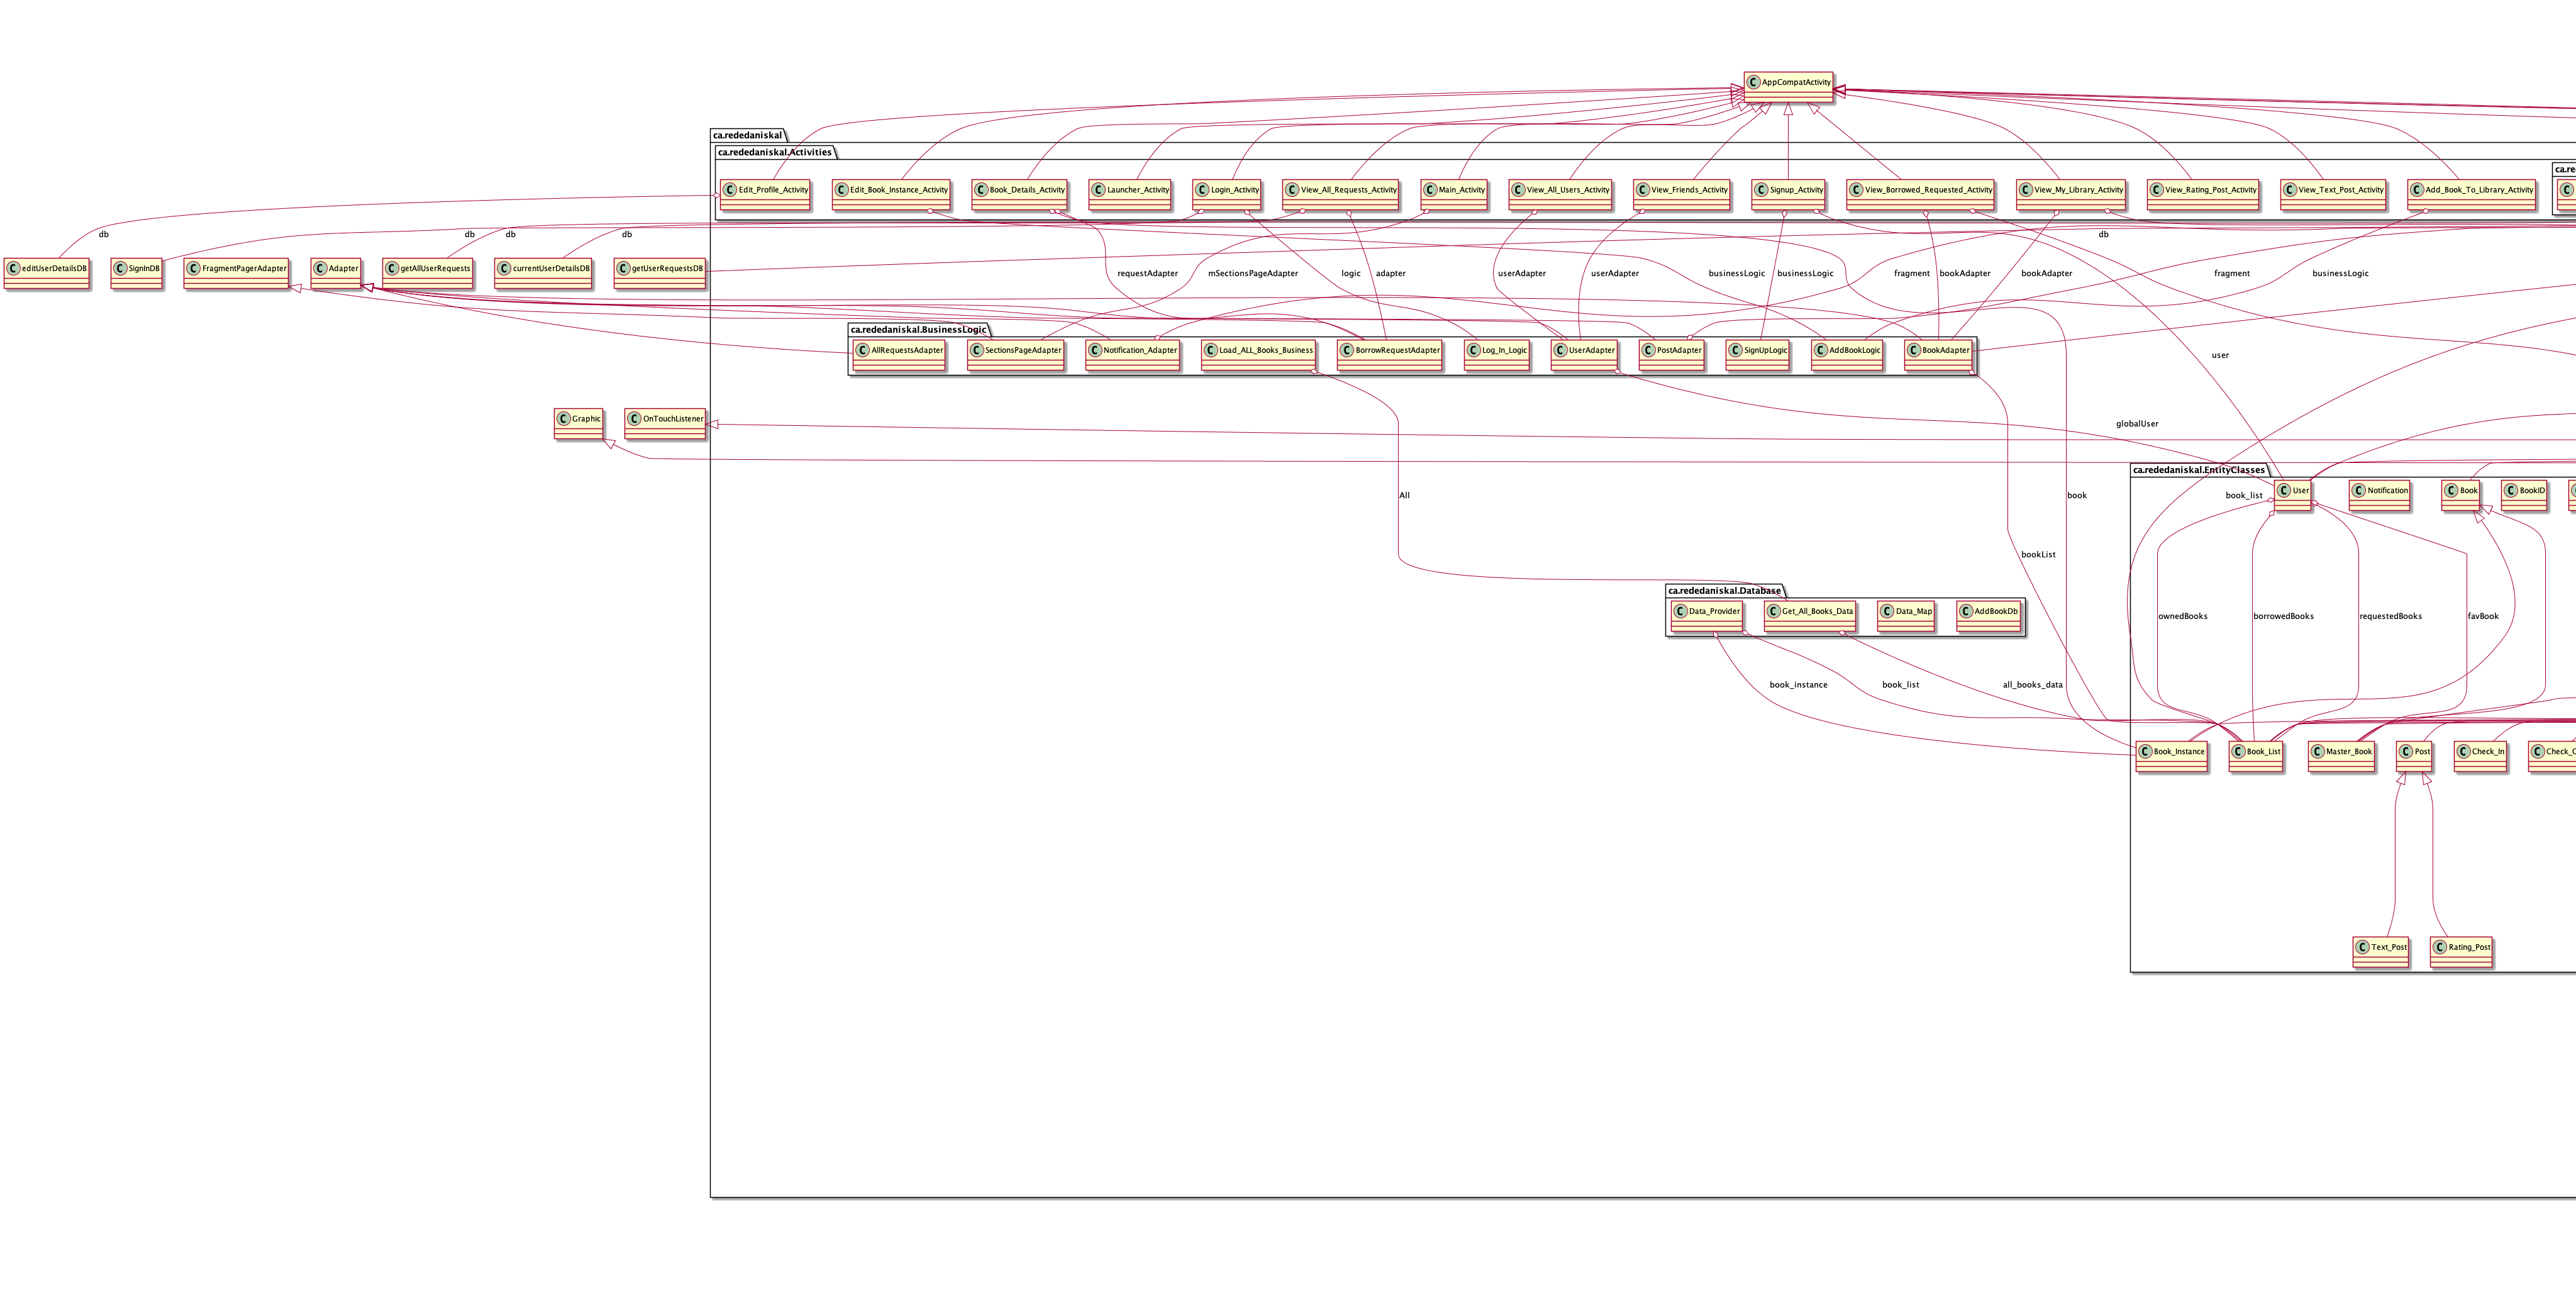 AppCompatActivity
ca.rededaniskal
ca.rededaniskal.Activities
ca.re
Edit_Profile_Activity
Edit_Book_Instance_Activity
Book_Details_Activity
Launcher_Activity
Login_Activity
View_All_Requests_Activity
Main_Activity
View_All_Users_Activity
View_Friends_Activity
Signup_Activity
View_Borrowed_Requested_Activity
View_My_Library_Activity
View_Rating_Post_Activity
View_Text_Post_Activity
Add_Book_To_Library_Activity
db
db
db
db
db
editUserDetailsDB
SignInDB
FragmentPagerAdapter
Adapter
getAllUserRequests
currentUserDetailsDB
getUserRequestsDB
requestAdapter
mSectionsPageAdapter
logic
adapter
userAdapter
userAdapter
businessLogic
businessLogic
fragment
bookAdapter
bookAdapter
fragment
businessLogic
ca.rededaniskal.BusinessLogic
AllRequestsAdapter
SectionsPageAdapter
Notification_Adapter
Load_ALL_Books_Business
BorrowRequestAdapter
Log_In_Logic
UserAdapter
PostAdapter
SignUpLogic
AddBookLogic
BookAdapter
user
Graphic
OnTouchListener
globalUser
ca.rededaniskal.EntityClasses
All
book
book_list
User
Notification
Book
BookID
bookList
ca.rededaniskal.Database
Data_Provider
Get_All_Books_Data
Data_Map
AddBookDb
ownedBooks
borrowedBooks
requestedBooks
favBook
book_instance
book_list
all_books_data
Book_Instance
Book_List
Master_Book
Post
Check_In
Check_O
Text_Post
Rating_Post